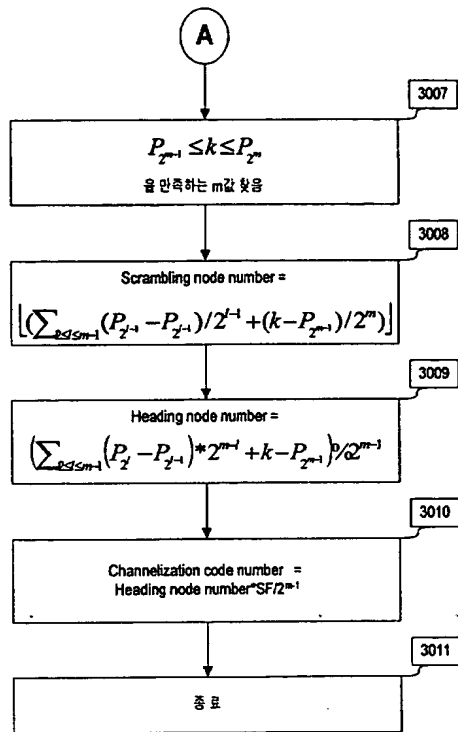 A
3007
P_{2^{m-1}} ≤ k ≤ P_{2^m}
을 만족하는 m값 찾음
3008
Scrambling node number =
⌊(∑_{2≤l≤m-1}(P_{2^{l-1}} - P_{2^{l-1}})/2^{l-1} + (k - P_{2^{m-1}})/2^m)⌋
3009
Heading node number =
(∑_{2≤l≤m-1}(P_{2^l} - P_{2^{l-1}})*2^{m-l} + k - P_{2^{m-1}})%2^{m-1}
3010
Channelization code number =
Heading node number*SF/2^{m-1}
3011
종료